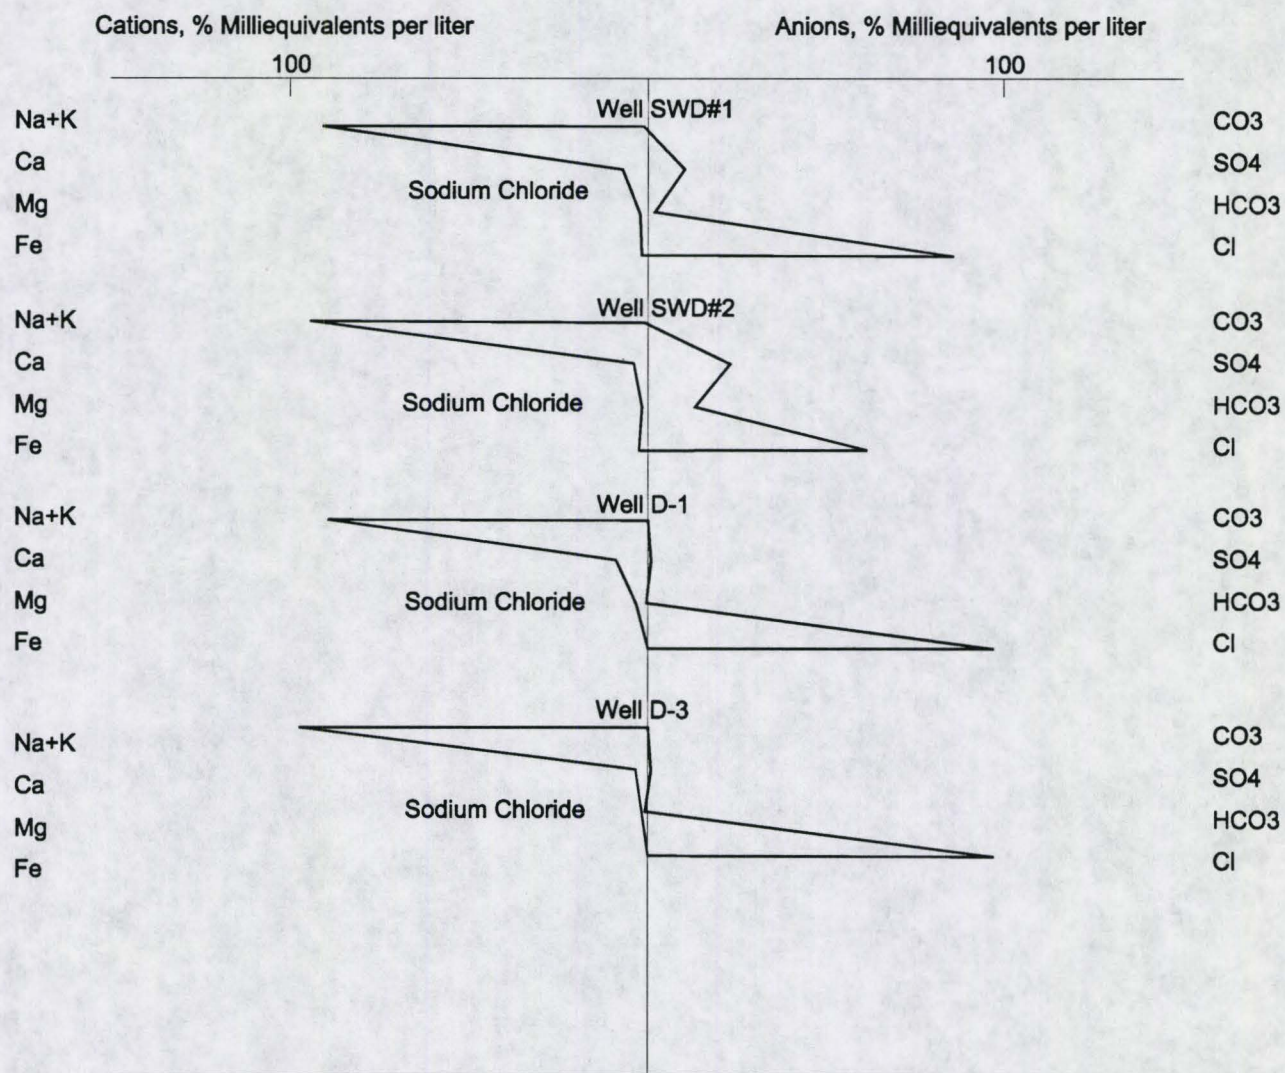 Cations, % Milliequivalents per liter
Anions, % Milliequivalents per liter
100
100
Well SWD#1
Na+K
CO3
Ca
SO4
Sodium Chloride
Mg
HCO3
Fe
Cl
Well SWD#2
Na+K
CO3
Ca
SO4
Sodium Chloride
Mg
HCO3
Fe
Cl
Well D-1
Na+K
CO3
Ca
SO4
Sodium Chloride
Mg
HCO3
Fe
Cl
Well D-3
Na+K
CO3
Ca
SO4
Sodium Chloride
Mg
HCO3
Fe
Cl